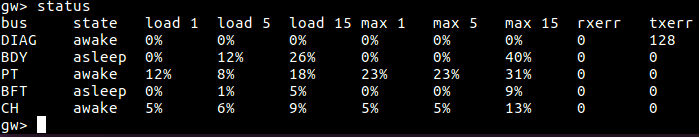 gw> status
bus state load 1 load 5 load 15 max 1 max 5 max 15 rxerr txerr
DIAG awake 0% 0% 0% 0% 0% 0% 0 128
BDY asleep 0% 12% 26% 0% 0% 40% 0 0
PT awake 12% 8% 18% 23% 23% 31% 0 0
BFT asleep 0% 1% 5% 0% 0% 9% 0 0
CH awake 5% 6% 9% 5% 5% 13% 0 0
gw>